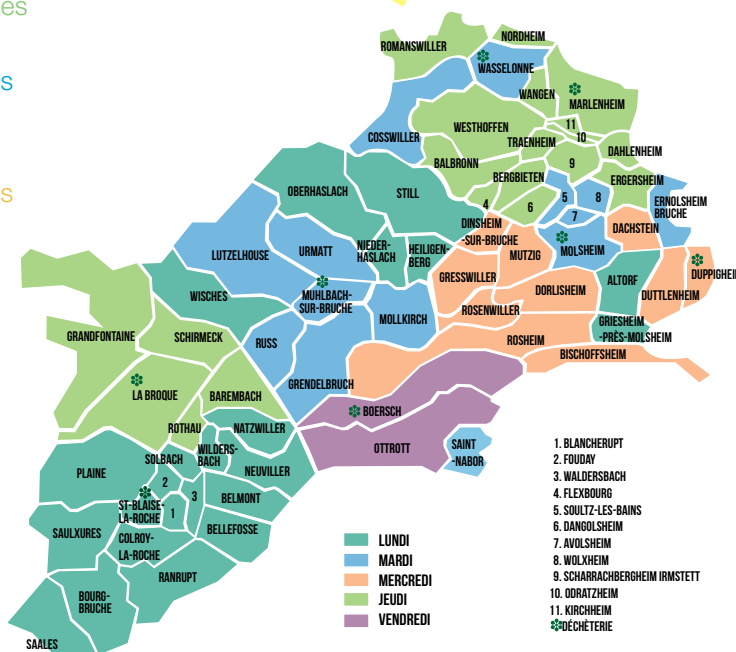 es
s
s
ROMANSWILLER
NORDHEIM
WASSELONNE
WANGEN
MARLENHEIM
COSSWILLER
WESTHOFFEN
11
10
TRAENHEIM
DAHLENHEIM
BALBRONN
9
BERGBIETEN
ERGERSHEIM
OBERHASLACH
STILL
4
6
5
8
7
ERNOLSHEIM
BRUCHE
DINSHEIM
-SUR-BRUCHE
DACHSTEIN
LUTZELHOUSE
URMATT
NIEDER-
HASLACH
HEILIGEN-
BERG
MUTZIG
MOLSHEIM
GRESSWILLER
DORLISHEIM
ALTORF
DUPPIGHEI
DUTTLENHEIM
WISCHES
MUHLBACH-
SUR-BRUCHE
MOLLKIRCH
ROSENWILLER
GRIESHEIM
-PRÈS-MOLSHEIM
GRANDFONTAINE
SCHIRMECK
RUSS
ROSHEIM
BISCHOFFSHEIM
GRENDELBRUCH
LA BROQUE
BAREMBACH
BOERSCH
ROTHAU
NATZWILLER
OTTROTT
SAINT
-NABOR
SOLBACH
WILDERS-
BACH
NEUVILLER
PLAINE
2
3
1
BELMONT
ST-BLAISE-
LA-ROCHE
SAULXURES
COLROY-
LA-ROCHE
BELLEFOSSE
RANRUPT
BOURG-
BRUCHE
SAALES
LUNDI
MARDI
MERCREDI
JEUDI
VENDREDI
1. BLANCHERUPT
2. FOUDAY
3. WALDERSBACH
4. FLEXBOURG
5. SOULTZ-LES-BAINS
6. DANGOLSHEIM
7. AVOLSHEIM
8. WOLXHEIM
9. SCHARRACHBERGHEIM IRMSTETT
10. ODRATZHEIM
11. KIRCHHEIM
DÉCHÈTERIE